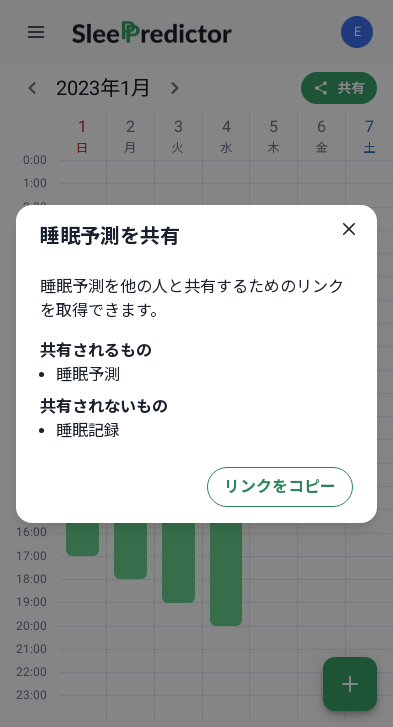 SleePPredictor
E
2023年1月
共有
1 2 3 4 5 6 7
日 月 火 水 木 金 土
0:00
1:00
睡眠予測を共有
睡眠予測を他の人と共有するためのリンク
を取得できます。
共有されるもの
睡眠予測
共有されないもの
睡眠記録
リンクをコピー
16:00
17:00
18:00
19:00
20:00
21:00
22:00
23:00